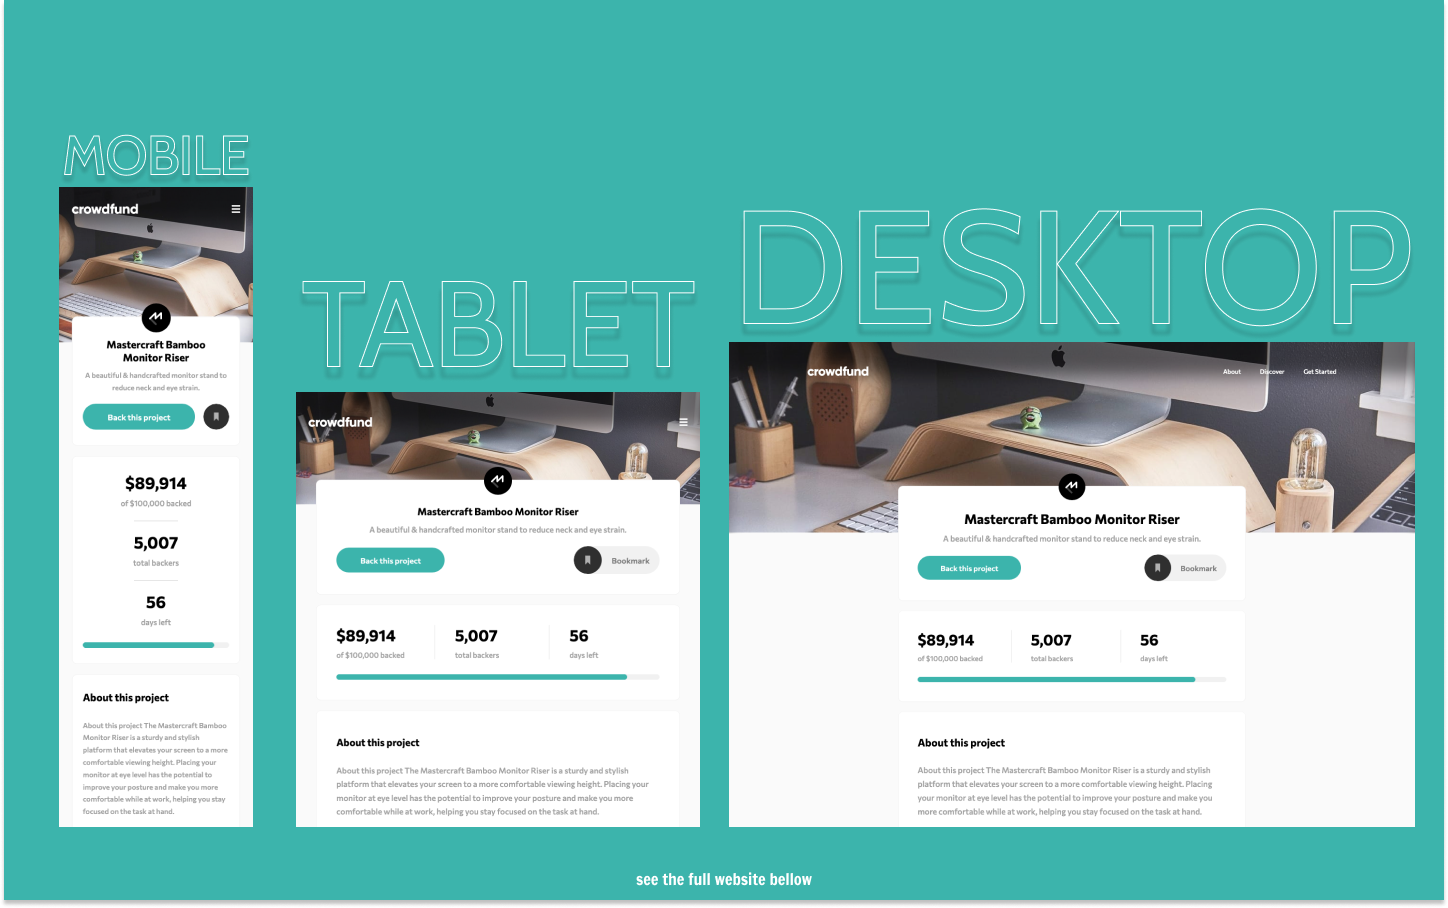 MOBILE
crowdfund
Mastercraft Bamboo
Monitor Riser
A beautiful & handcrafted monitor stand to
reduce neck and eye strain.
Back this project
$89,914
of $100,000 backed
5,007
total backers
56
days left
About this project
About this project The Mastercraft Bamboo
Monitor Riser is a sturdy and stylish
platform that elevates your screen to a more
comfortable viewing height. Placing your
monitor at eye level has the potential to
improve your posture and make you more
comfortable while at work, helping you stay
focused on the task at hand.
TABLET
crowdfund
Mastercraft Bamboo Monitor Riser
A beautiful & handcrafted monitor stand to reduce neck and eye strain.
Back this project
Bookmark
$89,914
5,007
56
of $100,000 backed
total backers
days left
About this project
About this project The Mastercraft Bamboo Monitor Riser is a sturdy and stylish
platform that elevates your screen to a more comfortable viewing height. Placing your
monitor at eye level has the potential to improve your posture and make you more
comfortable while at work, helping you stay focused on the task at hand.
DESKTOP
crowdfund
About
Discover
Get Started
Mastercraft Bamboo Monitor Riser
A beautiful & handcrafted monitor stand to reduce neck and eye strain.
Back this project
Bookmark
$89,914
5,007
56
of $100,000 backed
total backers
days left
About this project
About this project The Mastercraft Bamboo Monitor Riser is a sturdy and stylish
platform that elevates your screen to a more comfortable viewing height. Placing
your monitor at eye level has the potential to improve your posture and make you
more comfortable while at work, helping you stay focused on the task at hand.
see the full website bellow